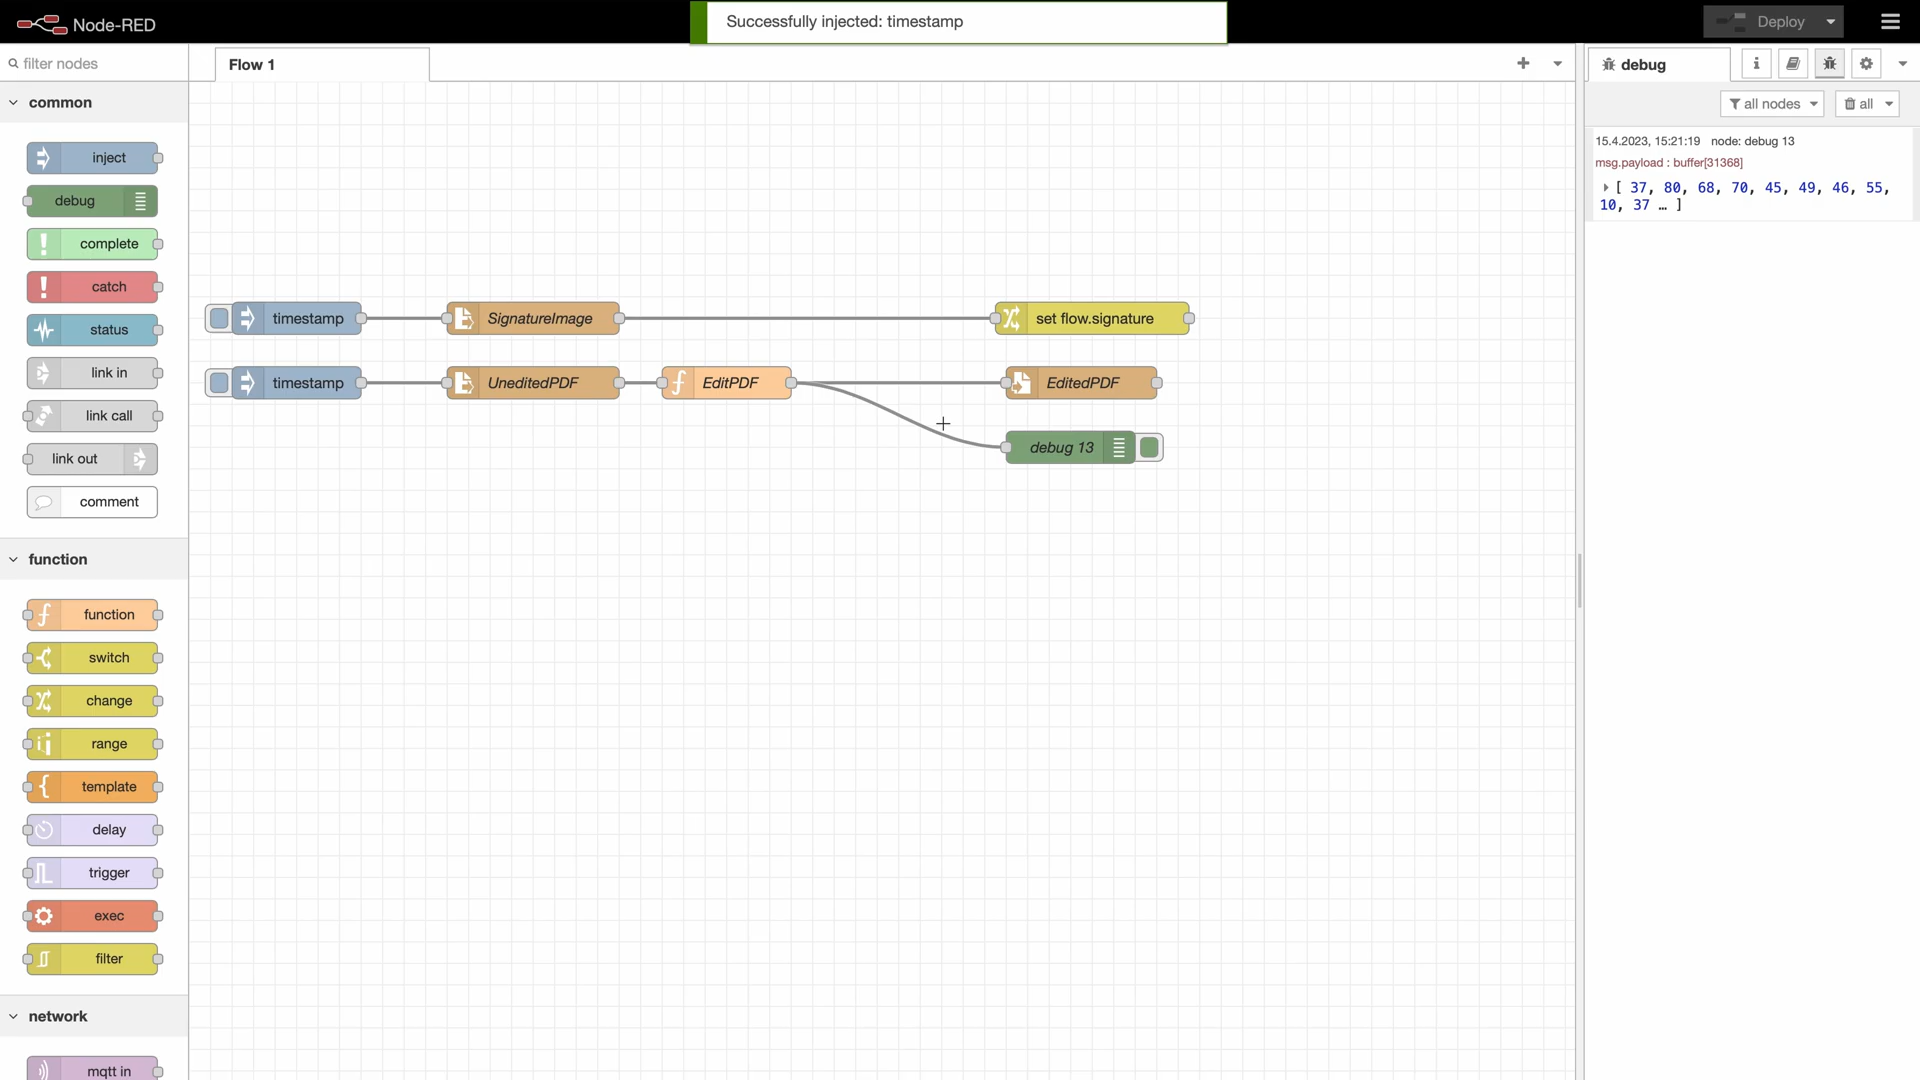 Node-RED
Successfully injected: timestamp
Deploy
filter nodes
Flow 1
debug
i
common
all nodes
all
inject
debug
complete
catch
status
link in
link call
link out
comment
function
function
switch
change
range
template
delay
trigger
exec
filter
network
mqtt in
timestamp
SignatureImage
set flow.signature
timestamp
UneditedPDF
EditPDF
EditedPDF
debug 13
15.4.2023, 15:21:19 node: debug 13
msg.payload : buffer[31368]
[ 37, 80, 68, 70, 45, 49, 46, 55,
10, 37 … ]